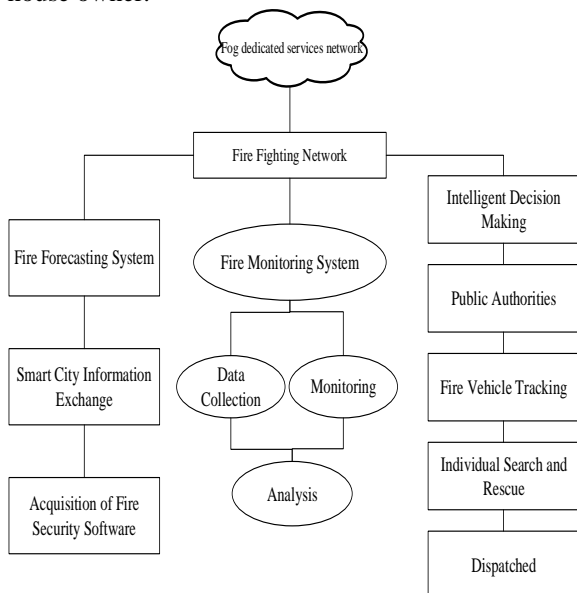 house owner.
Fog dedicated services network
Fire Fighting Network
Fire Forecasting System
Smart City Information
Exchange
Acquisition of Fire
Security Software
Fire Monitoring System
Data
Collection
Monitoring
Analysis
Intelligent Decision
Making
Public Authorities
Fire Vehicle Tracking
Individual Search and
Rescue
Dispatched